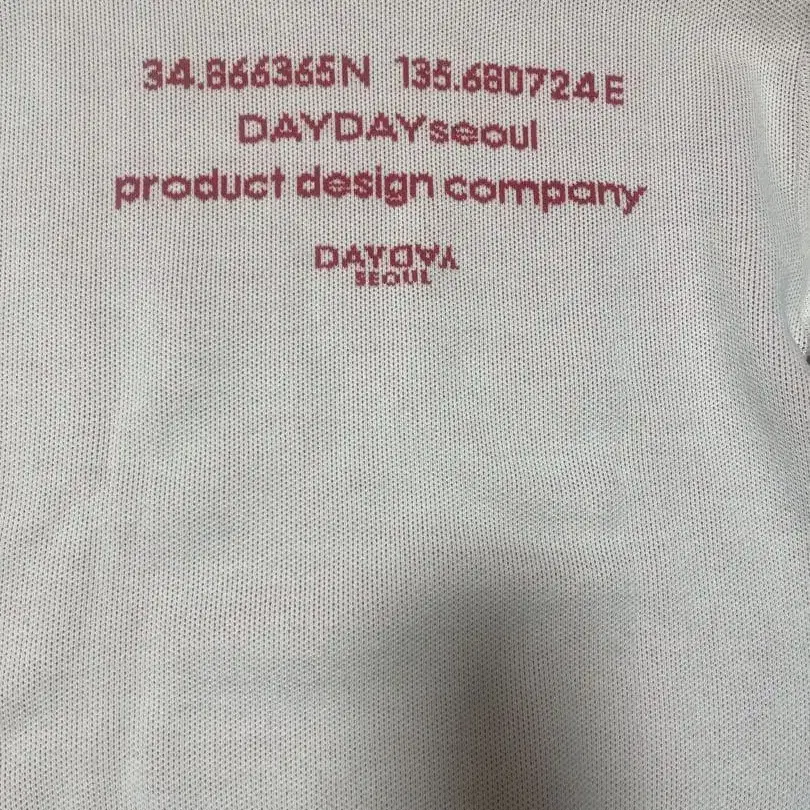 34.866365N 135.680724E
DAYDAYseoul
product design company
DAYDAY
SEOUL